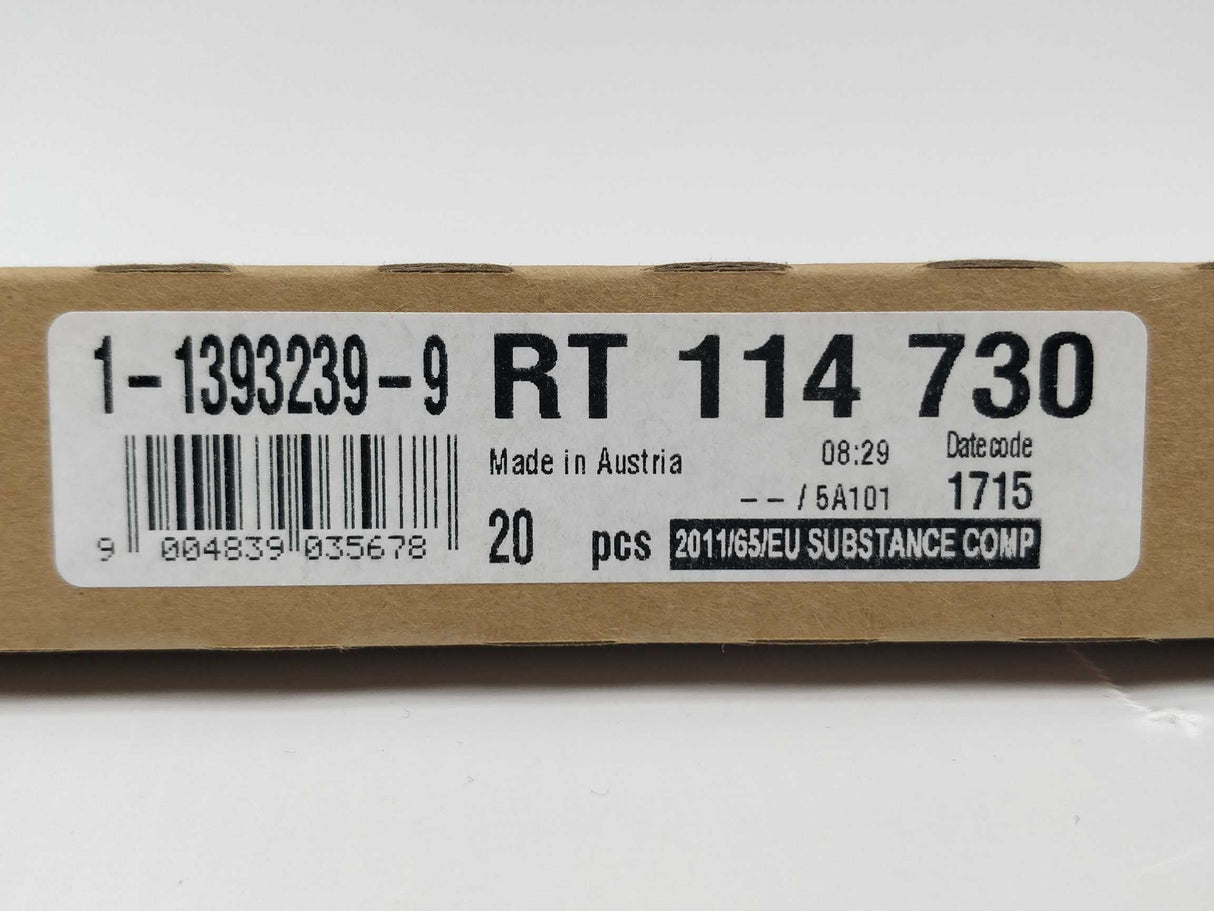 1-1393239-9 RT 114 730
Made in Austria 08:29 Datecode
--/5A101 1715
9 004839 035678 20 pcs 2011/65/EU SUBSTANCE COMP